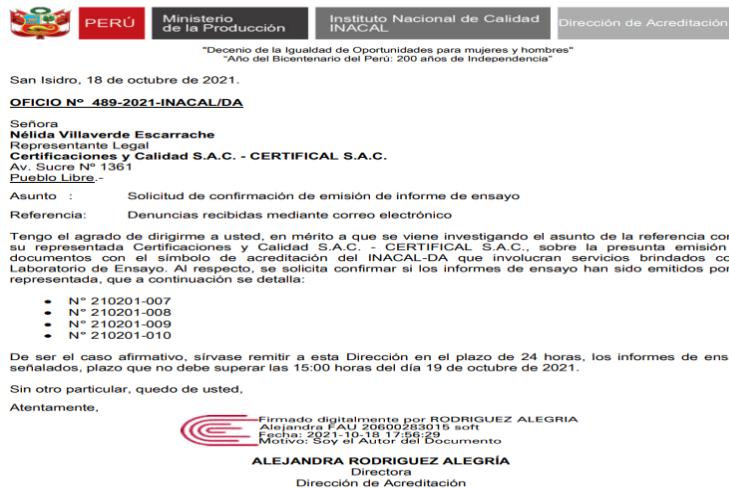 PERÚ
Ministerio
de la Producción
Instituto Nacional de Calidad
INACAL
Dirección de Acreditación
"Decenio de la Igualdad de Oportunidades para mujeres y hombres"
"Año del Bicentenario del Perú: 200 años de Independencia"
San Isidro, 18 de octubre de 2021.
OFICIO Nº 489-2021-INACAL/DA
Señora
Nélida Villaverde Escarrache
Representante Legal
Certificaciones y Calidad S.A.C. - CERTIFICAL S.A.C.
Av. Sucre Nº 1361
Pueblo Libre.-
Asunto : Solicitud de confirmación de emisión de informe de ensayo
Referencia: Denuncias recibidas mediante correo electrónico
Tengo el agrado de dirigirme a usted, en mérito a que se viene investigando el asunto de la referencia con
su representada Certificaciones y Calidad S.A.C. - CERTIFICAL S.A.C., sobre la presunta emisión
documentos con el símbolo de acreditación del INACAL-DA que involucran servicios brindados co
Laboratorio de Ensayo. Al respecto, se solicita confirmar si los informes de ensayo han sido emitidos por
representada, que a continuación se detalla:
• N° 210201-007
• N° 210201-008
• N° 210201-009
• N° 210201-010
De ser el caso afirmativo, sírvase remitir a esta Dirección en el plazo de 24 horas, los informes de ens
señalados, plazo que no debe superar las 15:00 horas del día 19 de octubre de 2021.
Sin otro particular, quedo de usted,
Atentamente,
Firmado digitalmente por RODRIGUEZ ALEGRIA
Alejandra FAU 20600283015 soft
Fecha: 2021-10-18 17:56:29
Motivo: Soy el Autor del Documento
ALEJANDRA RODRIGUEZ ALEGRÍA
Directora
Dirección de Acreditación